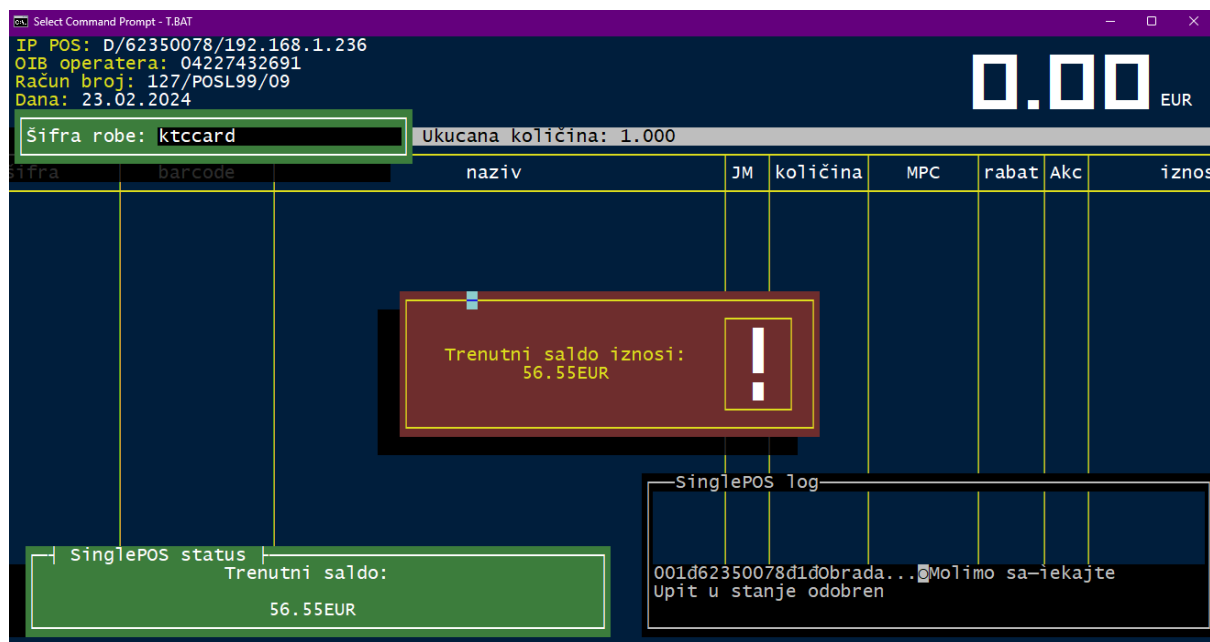 Select Command Prompt - T.BAT
IP POS: D/62350078/192.168.1.236
OIB operatera: 04227432691
Račun broj: 127/POSL99/09
Dana: 23.02.2024
0.00 EUR
Šifra robe: ktccard
Ukucana količina: 1.000
šifra barcode naziv JM količina MPC rabat Akc iznos
Trenutni saldo iznosi:
56.55EUR
!
SinglePOS log
001đ62350078đ1đObrada...oMolimo sa—iekajte
Upit u stanje odobren
SinglePOS status
Trenutni saldo:
56.55EUR